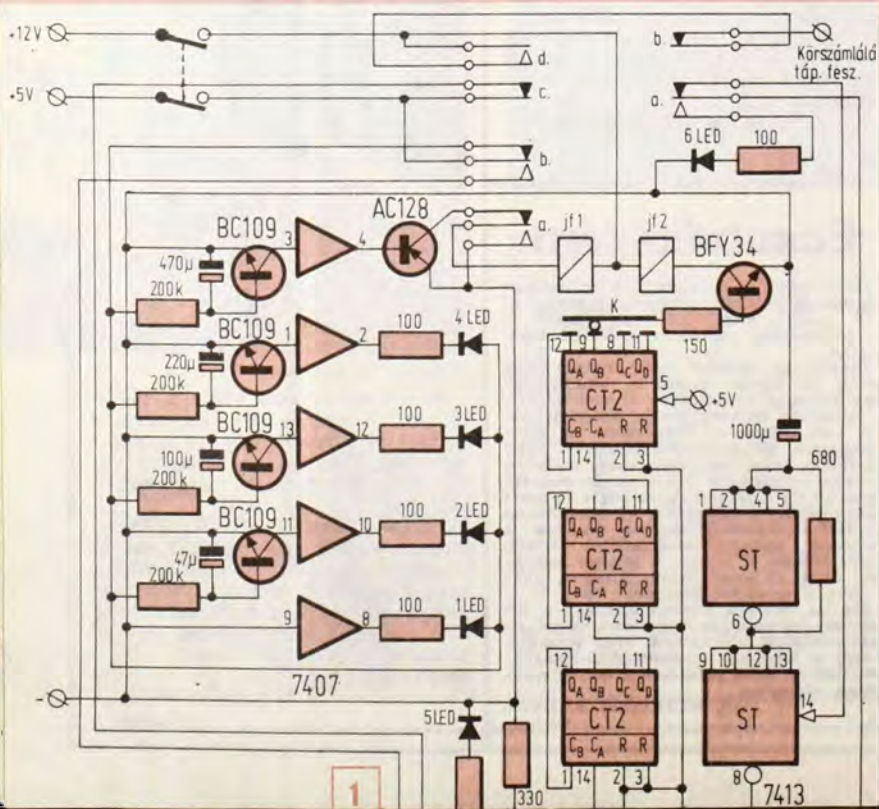 +12V
b.
Körszámláló
táp. fesz.
d.
+5V
c.
a.
6 LED
100
b.
AC128
BC109
3
4
a.
jf1
jf2
BFY34
470µ
200k
BC109
1
2
100
4 LED
K
150
12 9 8 11
220µ
200k
QA QB QC QD
CT2
5
+5V
CB CA R R
BC109
13
12
100
3LED
1000µ
100µ
200k
1 14 2 3
680
BC109
11
10
100
2LED
12 11
1 2 4 5
QA QB QC QD
CT2
ST
47µ
200k
CB CA R R
9
8
100
1LED
1 14 2 3
6
7407
12 11
9 10 12 13
-
5LED
QA QB QC QD
CT2
ST
14
CB CA R R
1
330
1 14 2 3
8
7413